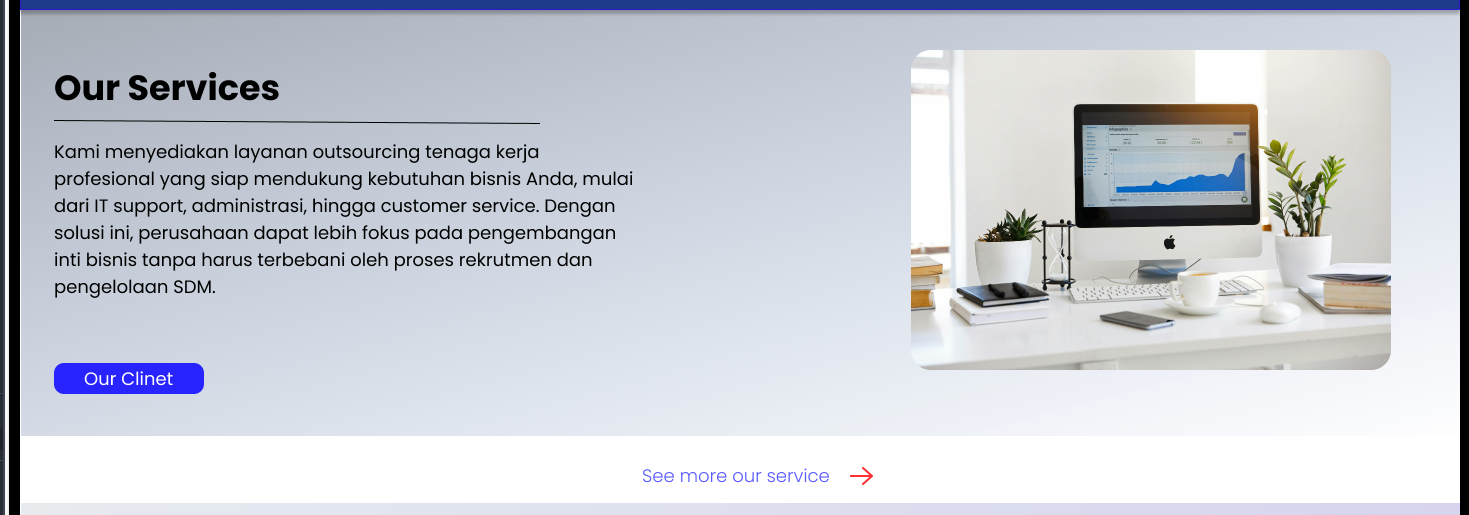 Our Services
Kami menyediakan layanan outsourcing tenaga kerja
profesional yang siap mendukung kebutuhan bisnis Anda, mulai
dari IT support, administrasi, hingga customer service. Dengan
solusi ini, perusahaan dapat lebih fokus pada pengembangan
inti bisnis tanpa harus terbebani oleh proses rekrutmen dan
pengelolaan SDM.
Our Clinet
See more our service